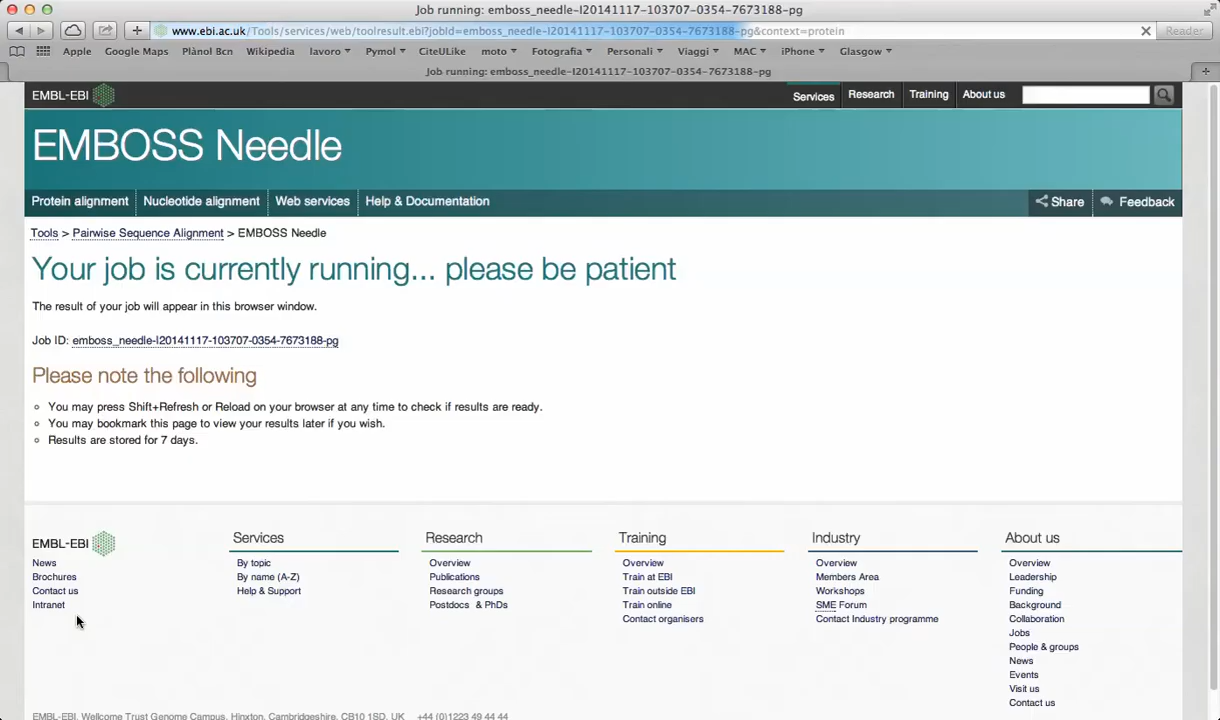 Job running: emboss_needle-I20141117-103707-0354-7673188-pg
www.ebi.ac.uk/Tools/services/web/toolresult.ebi?jobId=emboss_needle-I20141117-103707-0354-7673188-pg&context=protein Reader
Apple Google Maps Plànol Bcn Wikipedia lavoro Pymol CiteULike moto Fotografia Personali Viaggi MAC iPhone Glasgow
Job running: emboss_needle-I20141117-103707-0354-7673188-pg
EMBL-EBI Services Research Training About us
EMBOSS Needle
Protein alignment Nucleotide alignment Web services Help & Documentation Share Feedback
Tools > Pairwise Sequence Alignment > EMBOSS Needle
Your job is currently running... please be patient
The result of your job will appear in this browser window.
Job ID: emboss_needle-I20141117-103707-0354-7673188-pg
Please note the following
You may press Shift+Refresh or Reload on your browser at any time to check if results are ready.
You may bookmark this page to view your results later if you wish.
Results are stored for 7 days.
EMBL-EBI
News
Brochures
Contact us
Intranet
Services
By topic
By name (A-Z)
Help & Support
Research
Overview
Publications
Research groups
Postdocs & PhDs
Training
Overview
Train at EBI
Train outside EBI
Train online
Contact organisers
Industry
Overview
Members Area
Workshops
SME Forum
Contact Industry programme
About us
Overview
Leadership
Funding
Background
Collaboration
Jobs
People & groups
News
Events
Visit us
Contact us
EMBL-EBI, Wellcome Trust Genome Campus, Hinxton, Cambridgeshire, CB10 1SD, UK +44 (0)1223 49 44 44